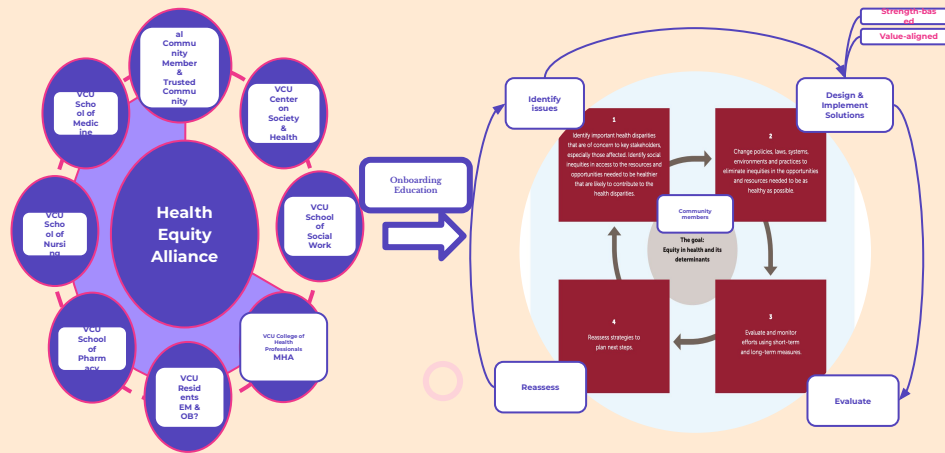 al
Commu
nity
Member
&
Trusted
Commu
nity
VCU
Scho
ol of
Medic
ine
VCU
Center
on
Society
&
Health
VCU
Scho
ol of
Nursi
ng
Health
Equity
Alliance
VCU
School
of
Social
Work
VCU
School
of
Pharm
acy
VCU
Resid
ents
EM &
OB?
VCU College of
Health
Professionals
MHA
Onboarding
Education
Strength-bas
ed
Value-aligned
Identify
issues
Design &
Implement
Solutions
1
Identify important health disparities
that are of concern to key stakeholders,
especially those affected. Identify social
inequities in access to the resources and
opportunities needed to be healthier
that are likely to contribute to the
health disparities.
2
Change policies, laws, systems,
environments and practices to
eliminate inequities in the opportunities
and resources needed to be as
healthy as possible.
Community
members
The goal:
Equity in health and its
determinants
4
Reassess strategies to
plan next steps.
3
Evaluate and monitor
efforts using short-term
and long-term measures.
Reassess
Evaluate